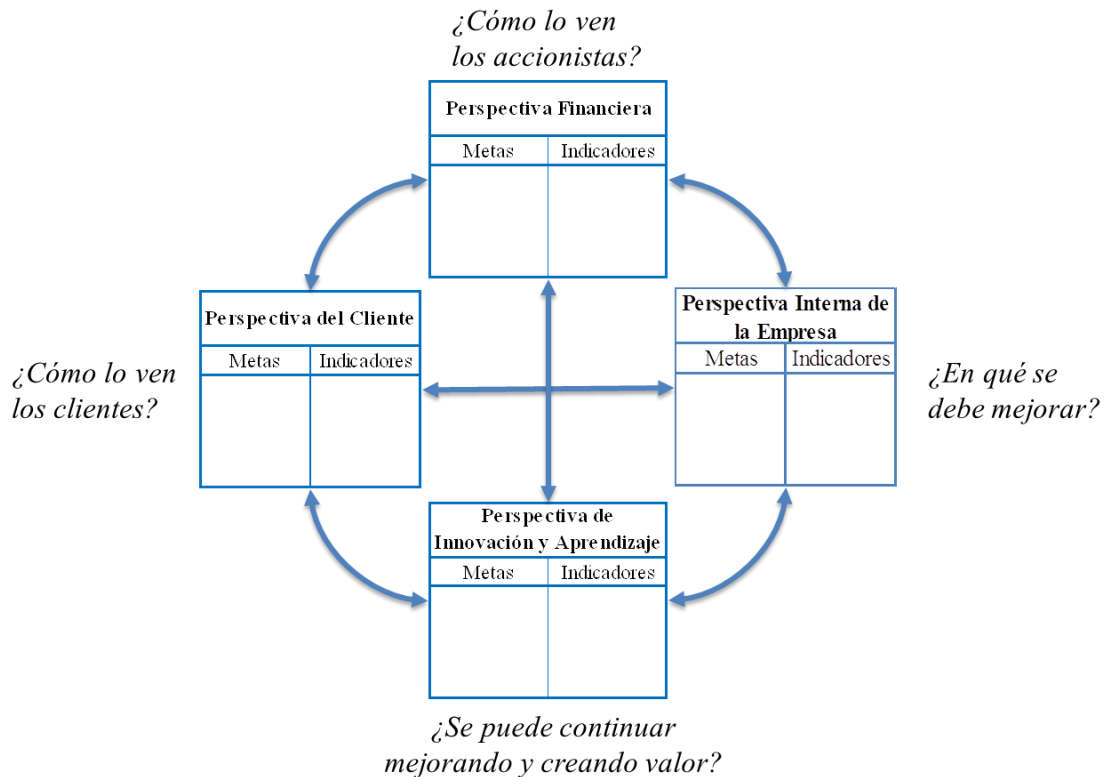 ¿Cómo lo ven
los accionistas?
Perspectiva Financiera
Metas Indicadores
Perspectiva del Cliente
Metas Indicadores
¿Cómo lo ven
los clientes?
Perspectiva Interna de
la Empresa
Metas Indicadores
¿En qué se
debe mejorar?
Perspectiva de
Innovación y Aprendizaje
Metas Indicadores
¿Se puede continuar
mejorando y creando valor?